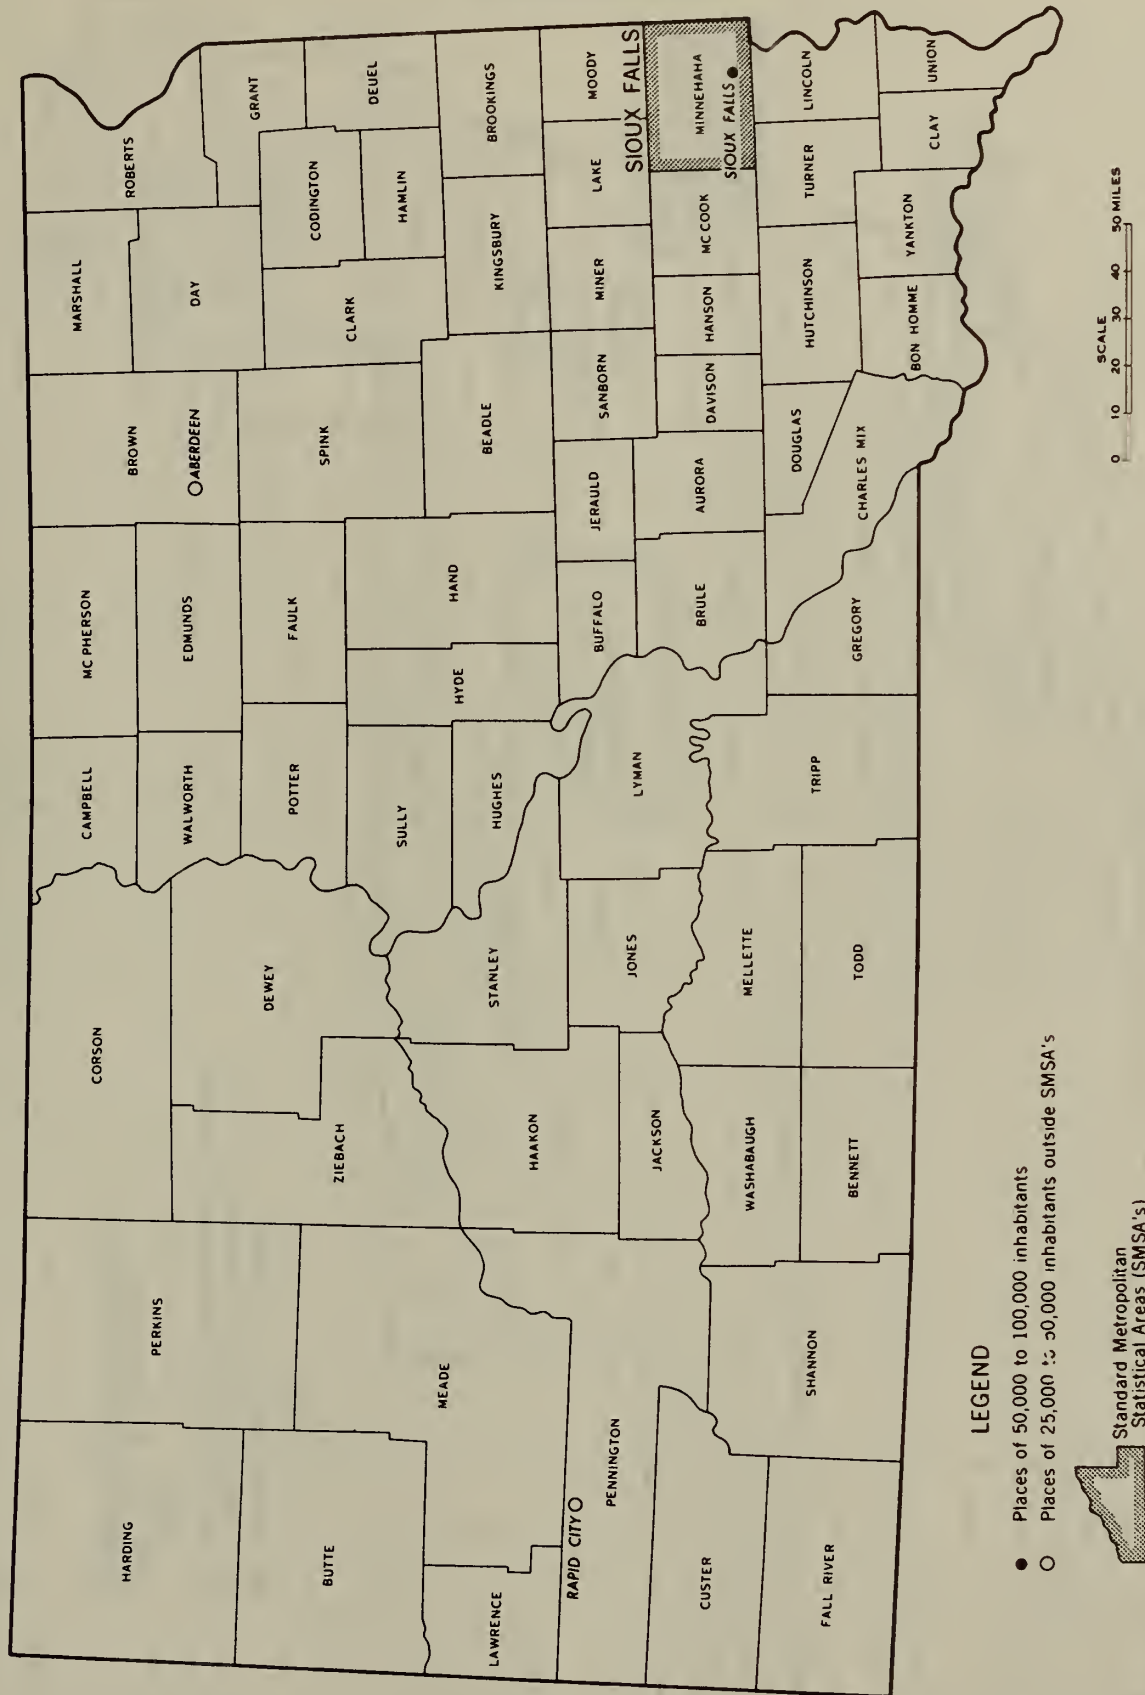 HARDING
PERKINS
CORSON
CAMPBELL
MC PHERSON
BROWN
MARSHALL
ROBERTS
BUTTE
MEADE
ZIEBACH
DEWEY
WALWORTH
EDMUNDS
ABERDEEN
DAY
GRANT
POTTER
FAULK
SPINK
CODINGTON
DEUEL
CLARK
HAMLIN
LAWRENCE
HAAKON
STANLEY
SULLY
HYDE
HAND
BEADLE
KINGSBURY
BROOKINGS
HUGHES
RAPID CITY
PENNINGTON
JACKSON
JONES
LYMAN
BUFFALO
JERAULD
SANBORN
MINER
LAKE
MOODY
SIOUX FALLS
CUSTER
SHANNON
WASHABAUGH
MELLETTE
TRIPP
BRULE
AURORA
DAVISON
HANSON
MC COOK
MINNEHAHA
SIOUX FALLS
FALL RIVER
BENNETT
TODD
GREGORY
CHARLES MIX
DOUGLAS
HUTCHINSON
TURNER
LINCOLN
BON HOMME
YANKTON
CLAY
UNION
LEGEND
Places of 50,000 to 100,000 inhabitants
Places of 25,000 to 50,000 inhabitants outside SMSA's
Standard Metropolitan
Statistical Areas (SMSA's)
SCALE
0 10 20 30 40 50 MILES